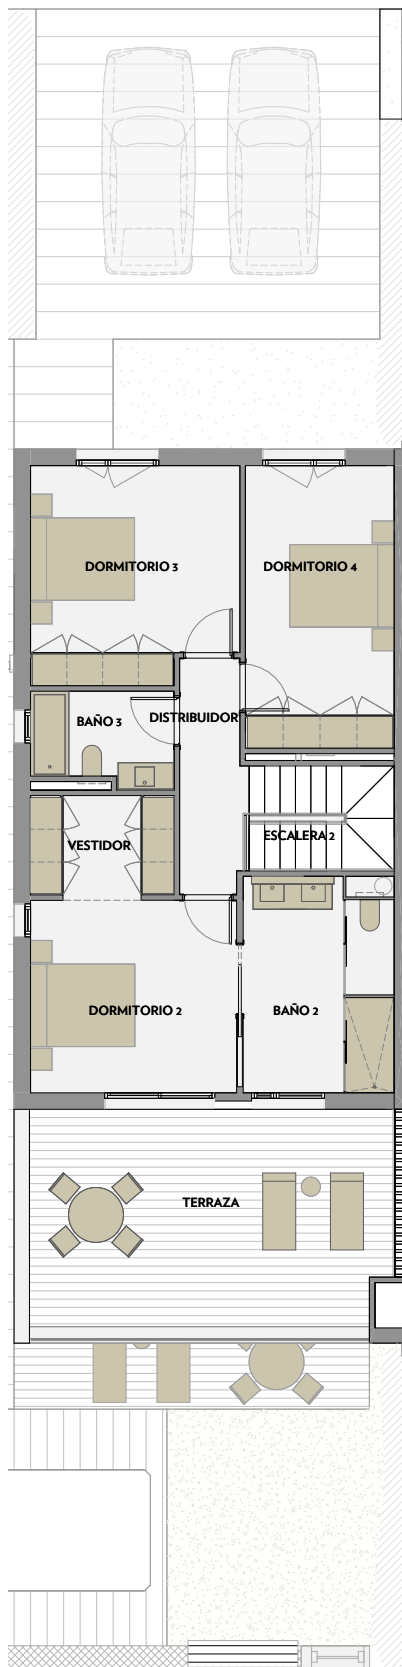 DORMITORIO 3
DORMITORIO 4
BAÑO 3
DISTRIBUIDOR
ESCALERA 2
VESTIDOR
DORMITORIO 2
BAÑO 2
TERRAZA